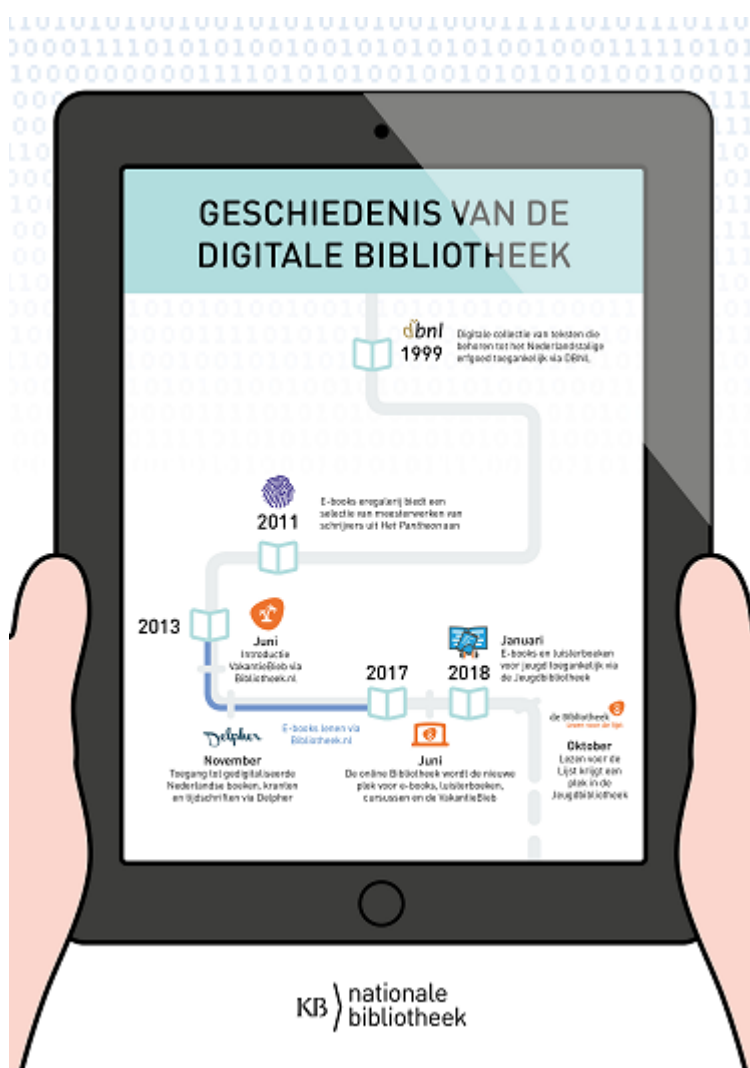 GESCHIEDENIS VAN DE
DIGITALE BIBLIOTHEEK
dbnl
1999
Digitale collectie van teksten die
behoren tot het Nederlandstalige
erfgoed toegankelijk via DBNL
2011
E-books eregalerij biedt een
selectie van meesterwerken van
schrijvers uit Het Pantheon aan
2013
Juni
Introductie
VakantieBieb via
Bibliotheek.nl
Delpher
November
Toegang tot gedigitaliseerde
Nederlandse boeken, kranten
en tijdschriften via Delpher
E-books lenen via
Bibliotheek.nl
2017
Juni
De online Bibliotheek wordt de nieuwe
plek voor e-books, luisterboeken,
cursussen en de VakantieBieb
2018
Januari
E-books en luisterboeken
voor jeugd toegankelijk via
de Jeugdbibliotheek
de Bibliotheek
Lezen voor de lijst
Oktober
Lezen voor de
Lijst krijgt een
plek in de
Jeugdbibliotheek
KB nationale
bibliotheek